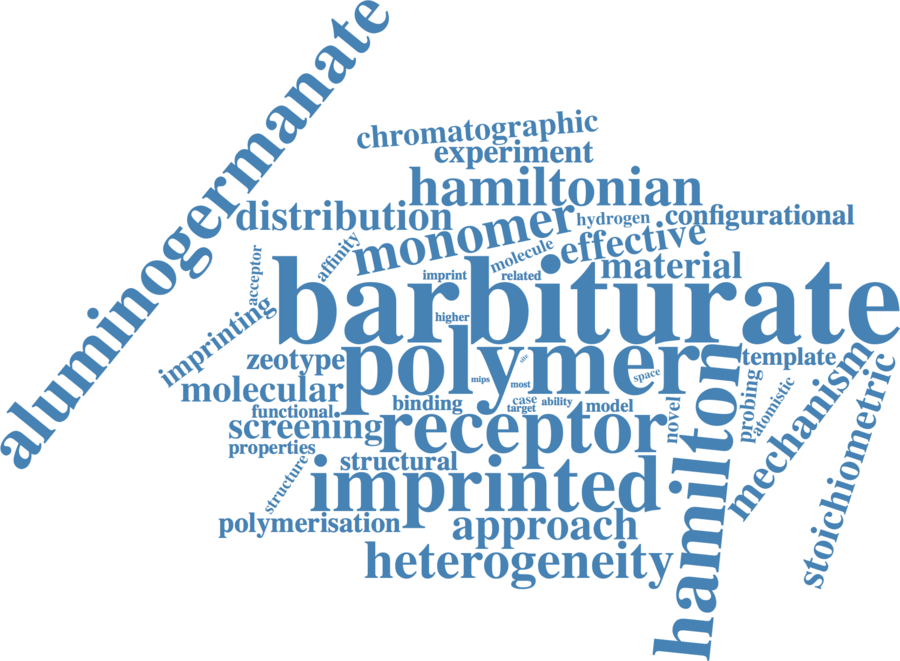 aluminogermanate
chromatographic
experiment
hamiltonian
distribution
monomer
hydrogen
configurational
effective
affinity
molecule
acceptor
imprint
related
material
barbiturate
imprinting
higher
zeotype
polymer
site
template
molecular
mips
most
space
functional
binding
case
target
ability
model
novel
probing
atomistic
mechanism
stoichiometric
hamilton
screening
receptor
properties
structural
structure
imprinted
polymerisation
approach
heterogeneity